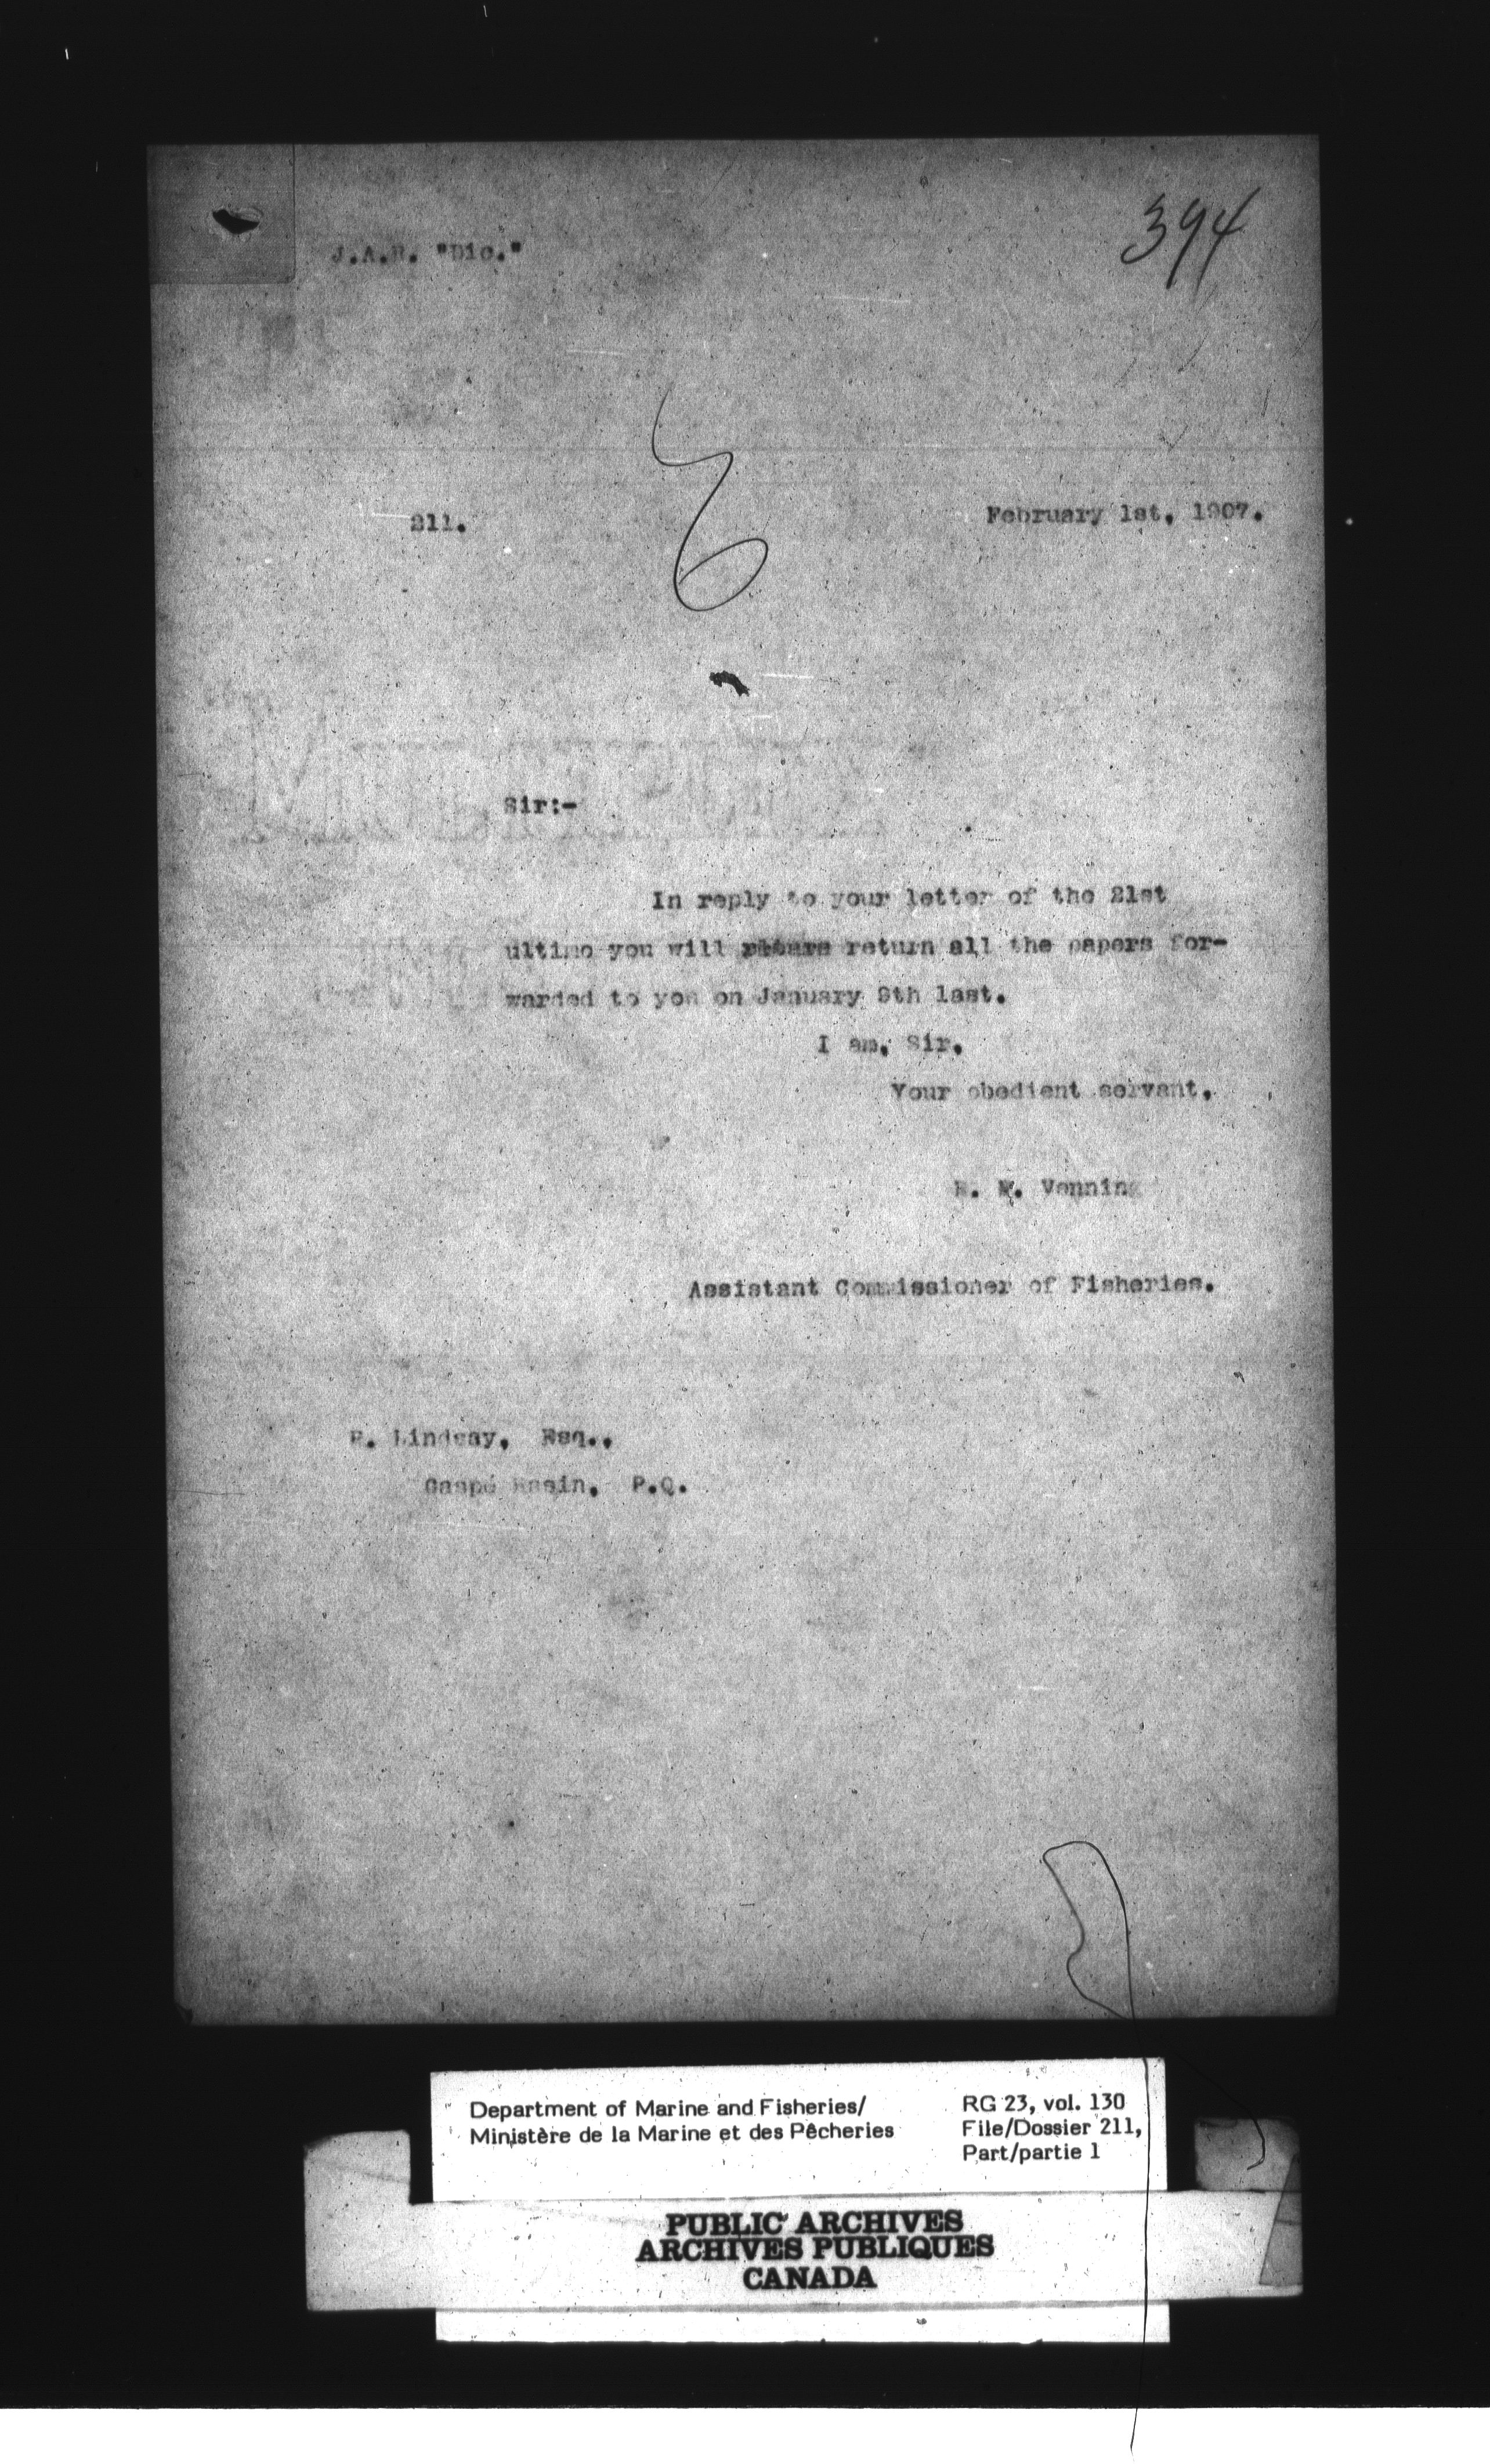 394
J.A.R. "Dic."
211.
February 1st, 1907.
Sir:-
In reply to your letter of the 21st
ultimo you will please return all the papers for-
warded to you on January 9th last.
I am, Sir,
Your obedient servant,
R. N. Venning
Assistant Commissioner of Fisheries.
Lindsay, Esq.,
Gaspé Basin, P.Q.
Department of Marine and Fisheries/
Ministère de la Marine et des Pêcheries
RG 23, vol. 130
File/Dossier 211,
Part/partie 1
PUBLIC ARCHIVES
ARCHIVES PUBLIQUES
CANADA